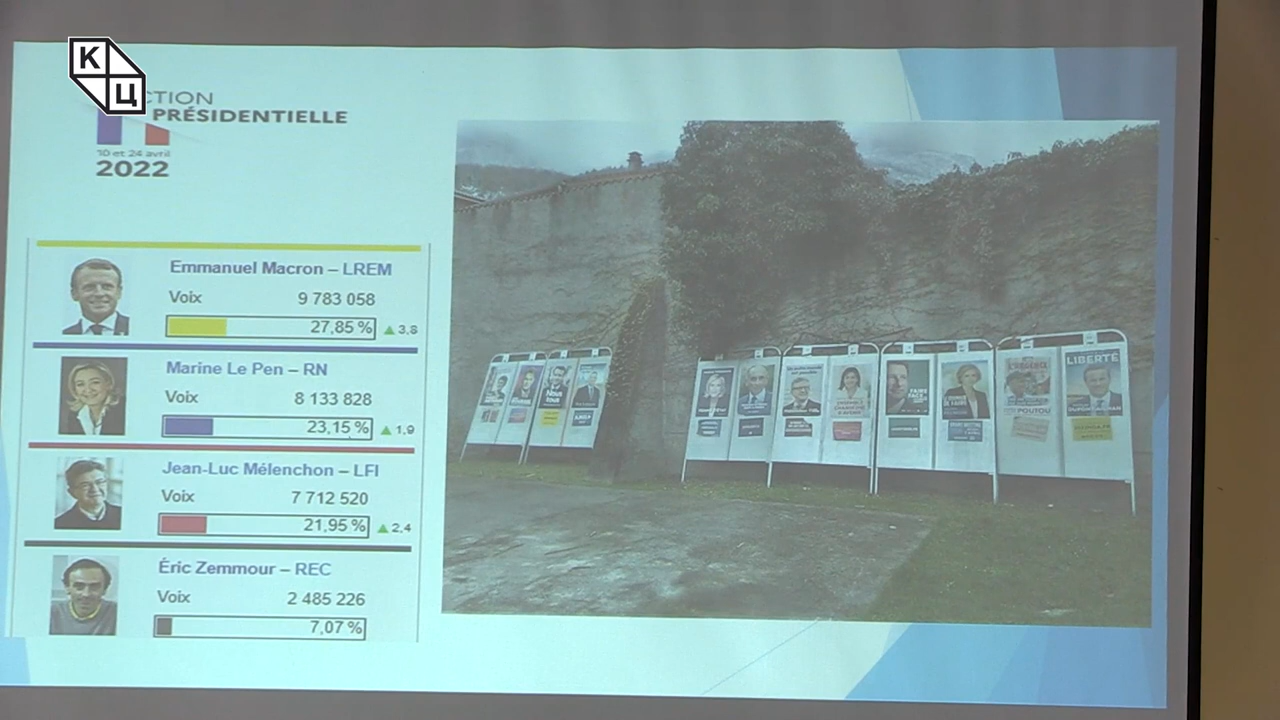 К
Ц
CTION
PRÉSIDENTIELLE
10 et 24 avril
2022
Emmanuel Macron – LREM
Voix 9 783 058
27,85 % ▲ 3,8
Marine Le Pen – RN
Voix 8 133 828
23,15 % ▲ 1,9
Jean-Luc Mélenchon – LFI
Voix 7 712 520
21,95 % ▲ 2,4
Éric Zemmour – REC
Voix 2 485 226
7,07 %
LIBERTÉ
POUTOU